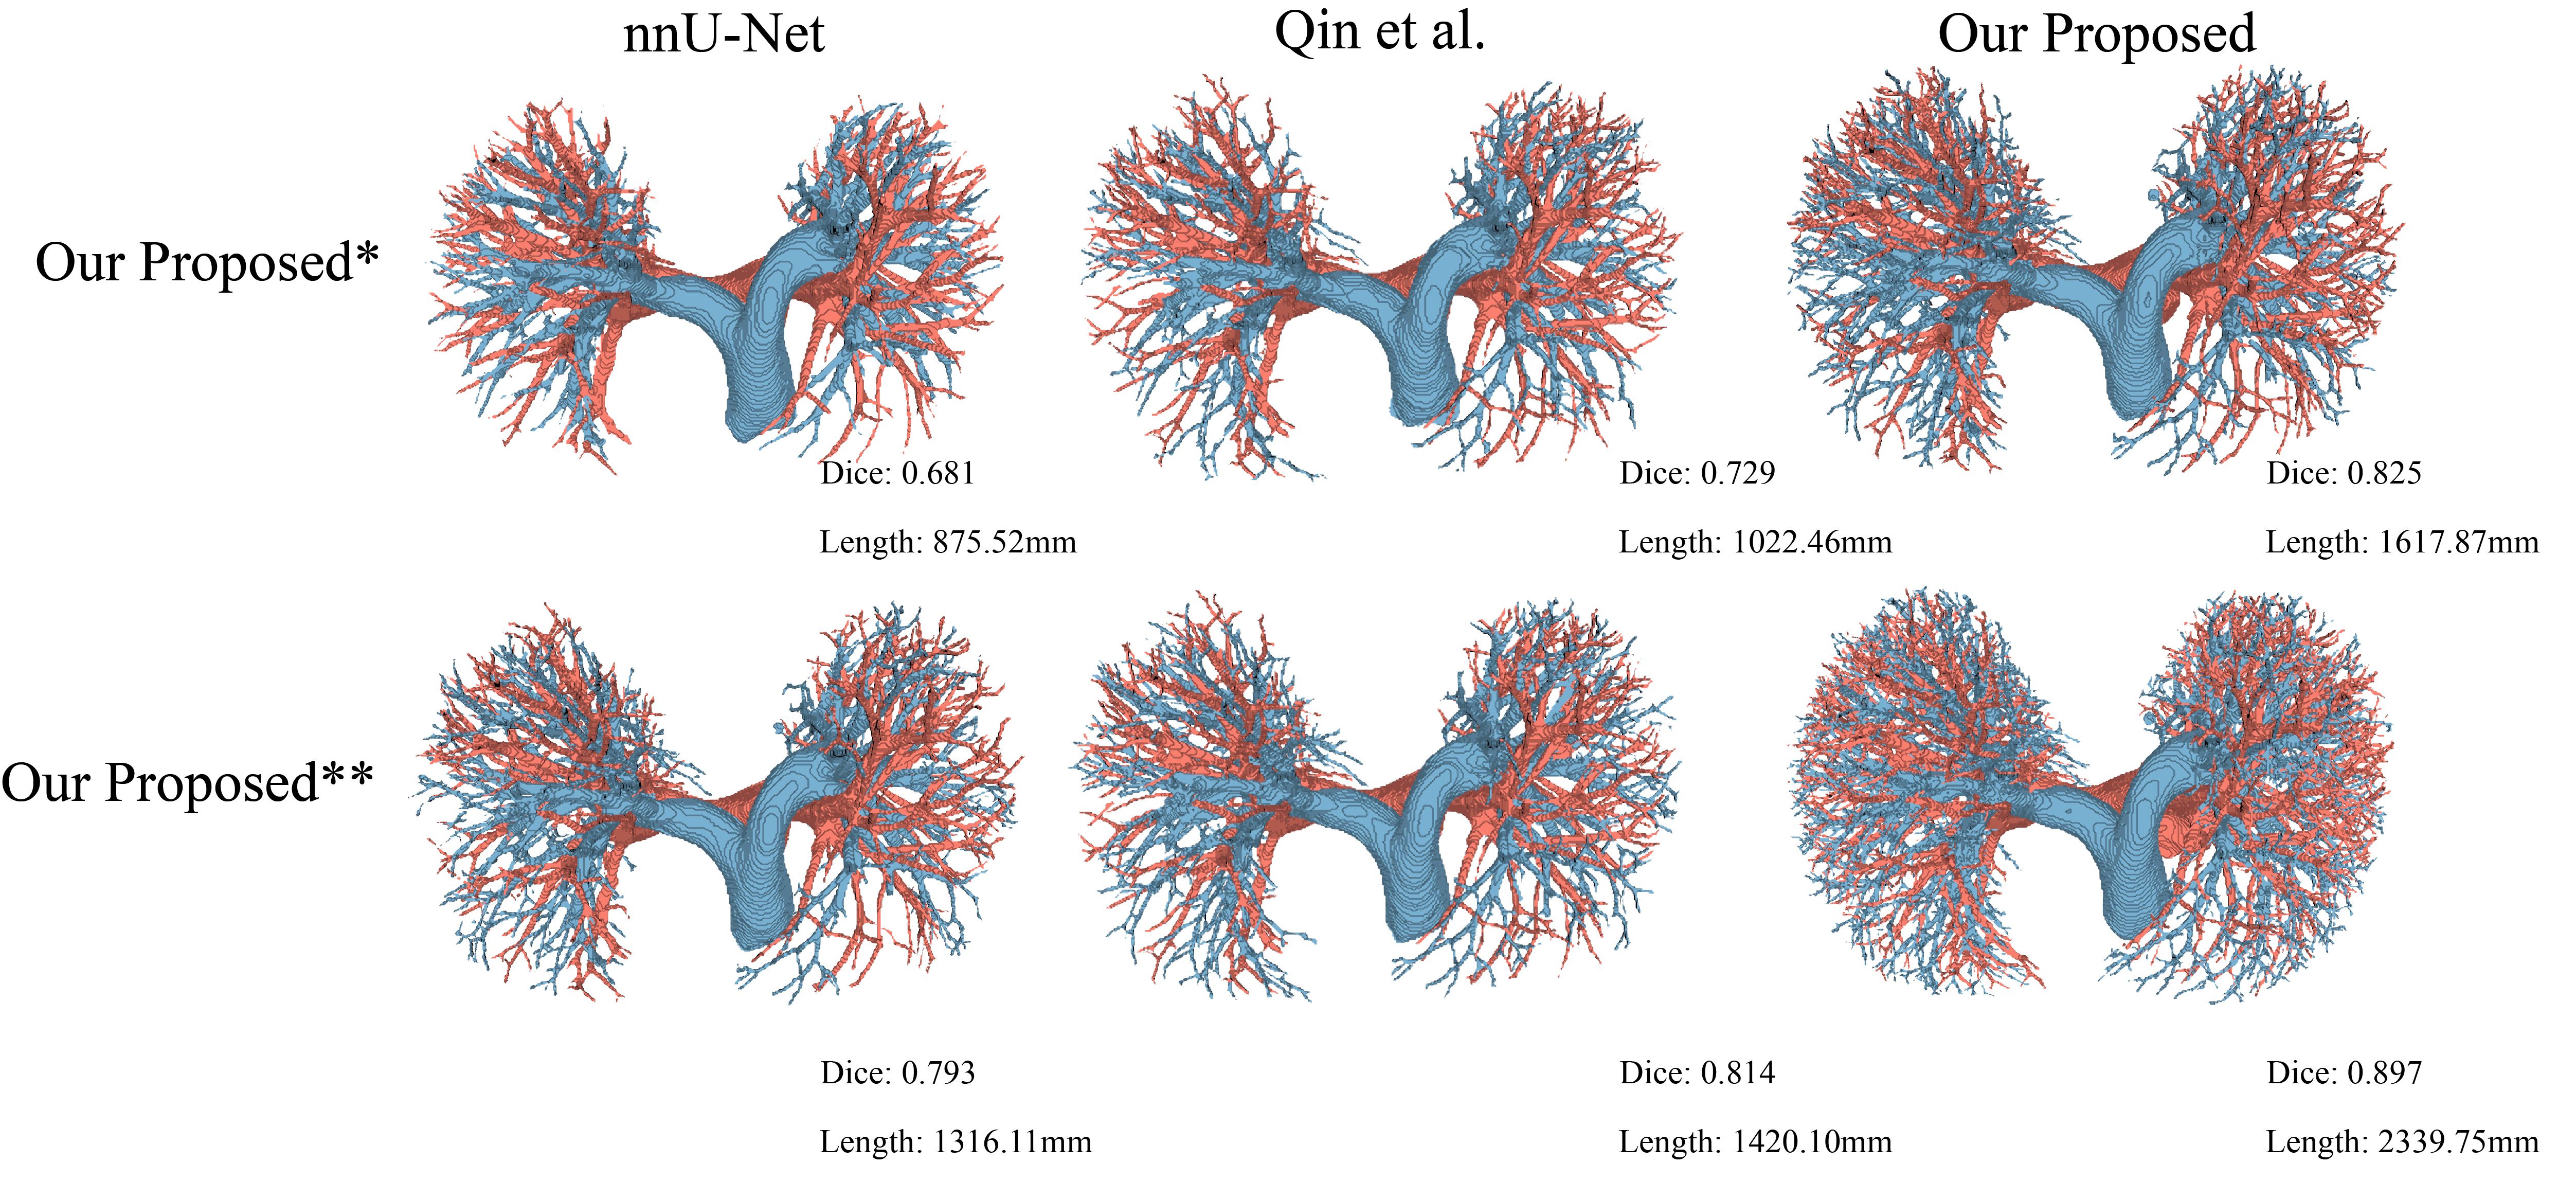 nnU-Net
Qin et al.
Our Proposed
Our Proposed*
Dice: 0.681
Dice: 0.729
Dice: 0.825
Length: 875.52mm
Length: 1022.46mm
Length: 1617.87mm
Our Proposed**
Dice: 0.793
Dice: 0.814
Dice: 0.897
Length: 1316.11mm
Length: 1420.10mm
Length: 2339.75mm